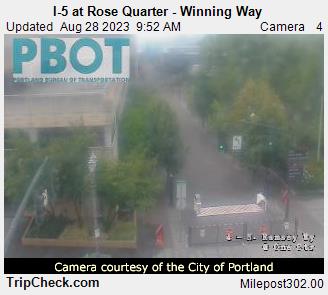 I-5 at Rose Quarter - Winning Way
Updated Aug 28 2023 9:52 AM Camera 4
PBOT
PORTLAND BUREAU OF TRANSPORTATION
Camera courtesy of the City of Portland
TripCheck.com Milepost302.00